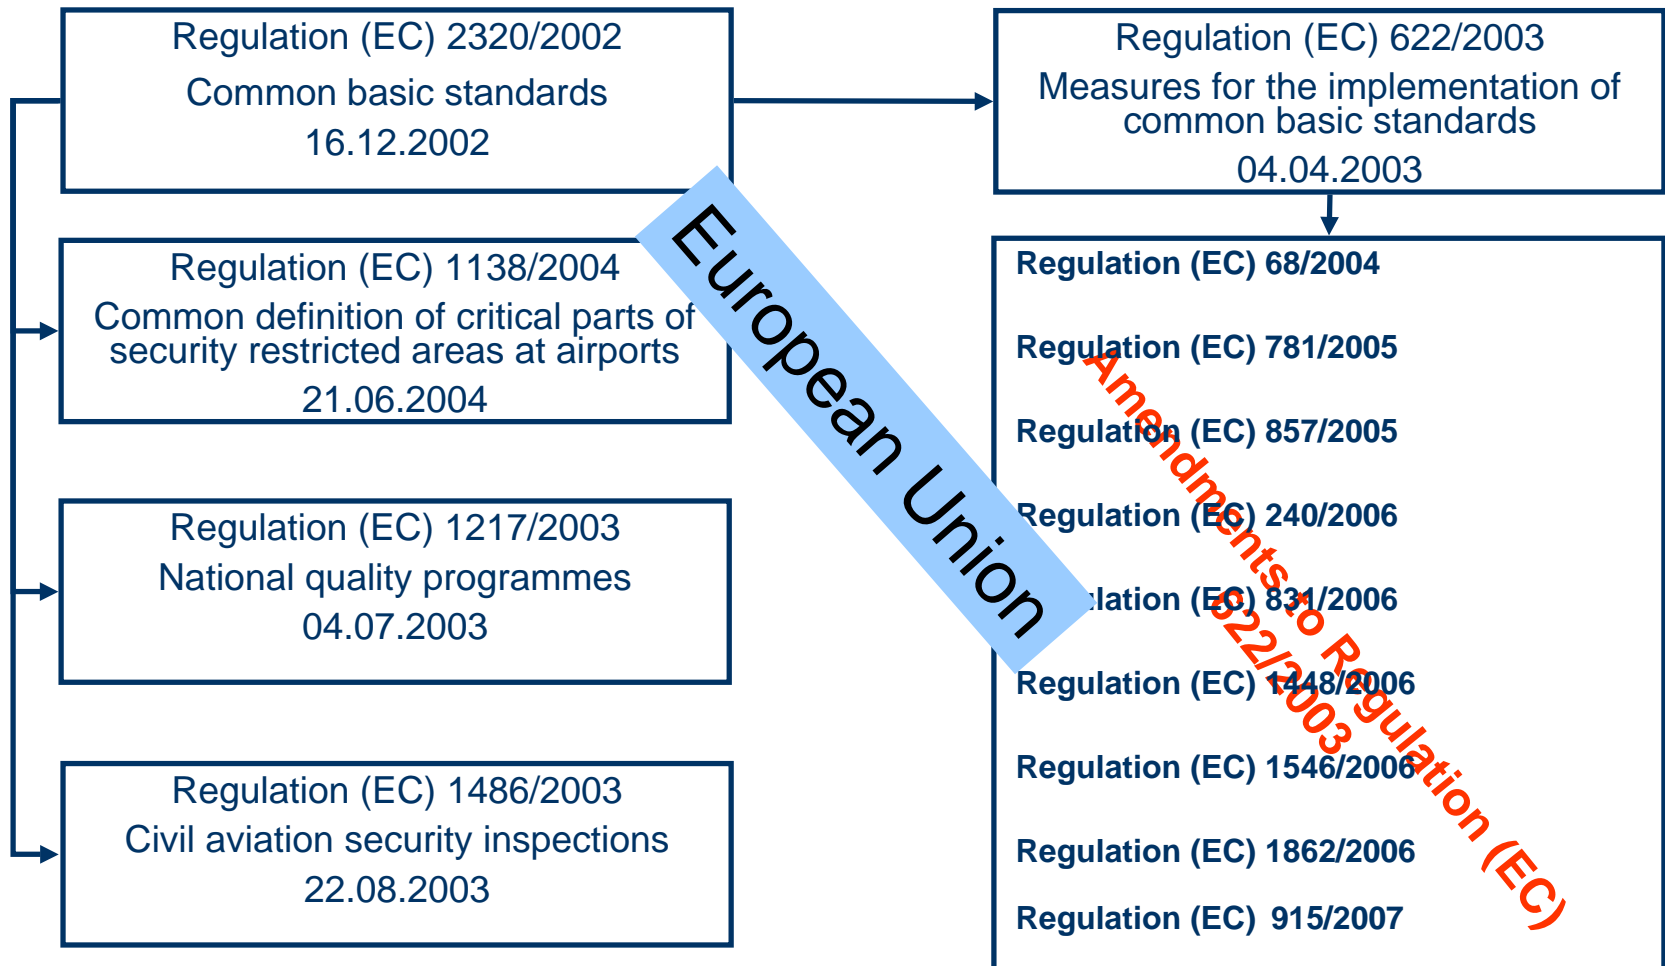 Regulation (EC) 2320/2002
Common basic standards
16.12.2002
Regulation (EC) 622/2003
Measures for the implementation of
common basic standards
04.04.2003
Regulation (EC) 1138/2004
Common definition of critical parts of
security restricted areas at airports
21.06.2004
Regulation (EC) 1217/2003
National quality programmes
04.07.2003
Regulation (EC) 1486/2003
Civil aviation security inspections
22.08.2003
European Union
Regulation (EC) 68/2004
Regulation (EC) 781/2005
Regulation (EC) 857/2005
Regulation (EC) 240/2006
lation (EC) 831/2006
Regulation (EC) 1448/2006
Regulation (EC) 1546/2006
Regulation (EC) 1862/2006
Regulation (EC) 915/2007
Amendments to Regulation (EC)
622/2003